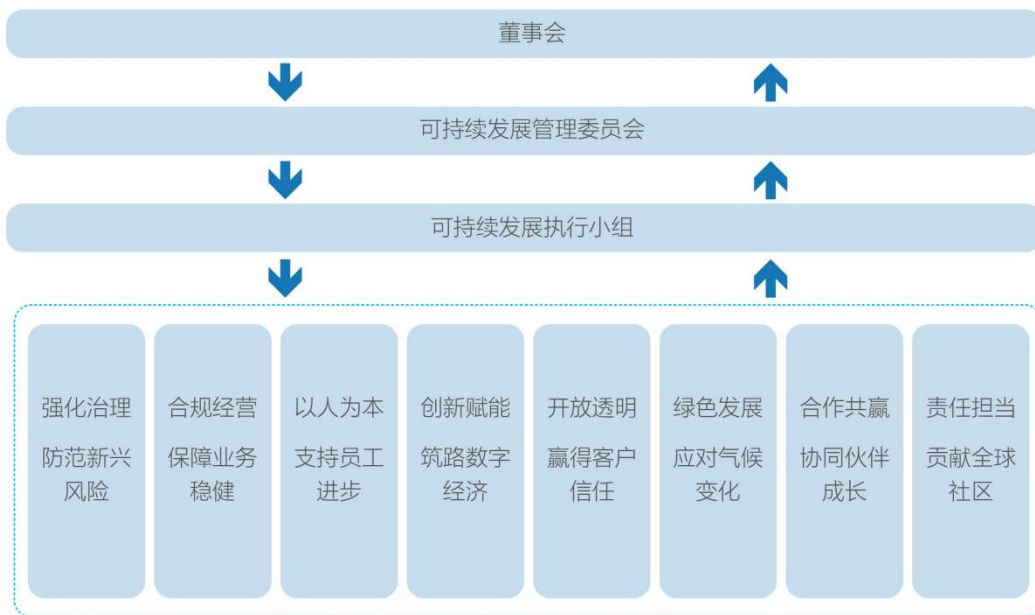 董事会
可持续发展管理委员会
可持续发展执行小组
强化治理
防范新兴
风险
合规经营
保障业务
稳健
以人为本
支持员工
进步
创新赋能
筑路数字
经济
开放透明
赢得客户
信任
绿色发展
应对气候
变化
合作共赢
协同伙伴
成长
责任担当
贡献全球
社区